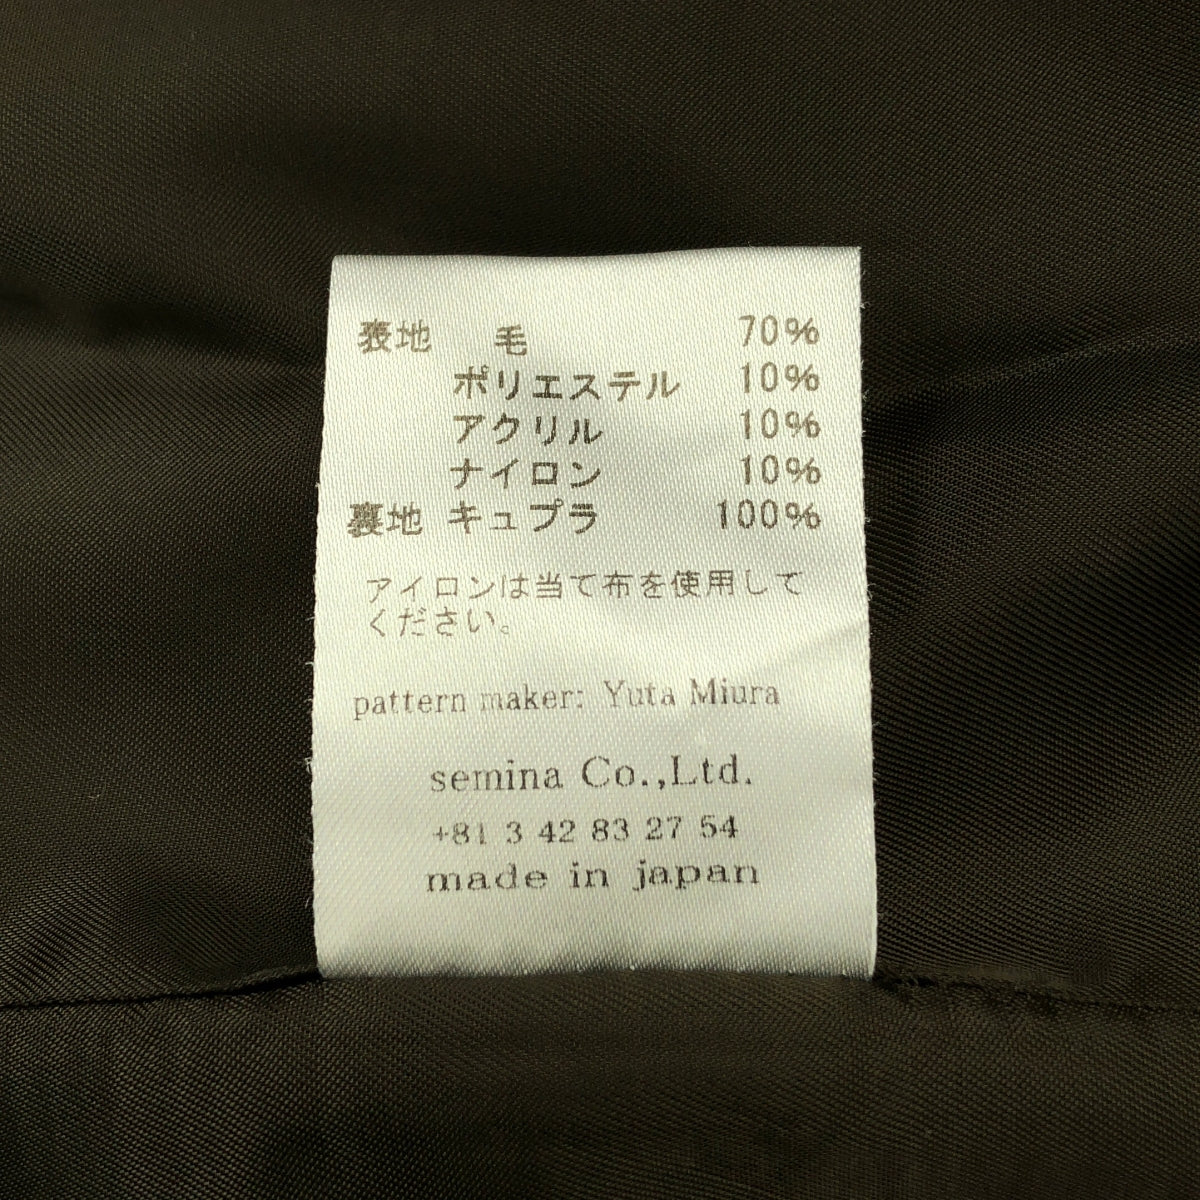 表地 毛 70%
ポリエステル 10%
アクリル 10%
ナイロン 10%
裏地 キュプラ 100%
アイロンは当て布を使用して
ください。
pattern maker: Yuta Miura
semina Co.,Ltd.
+81 3 42 83 27 54
made in japan